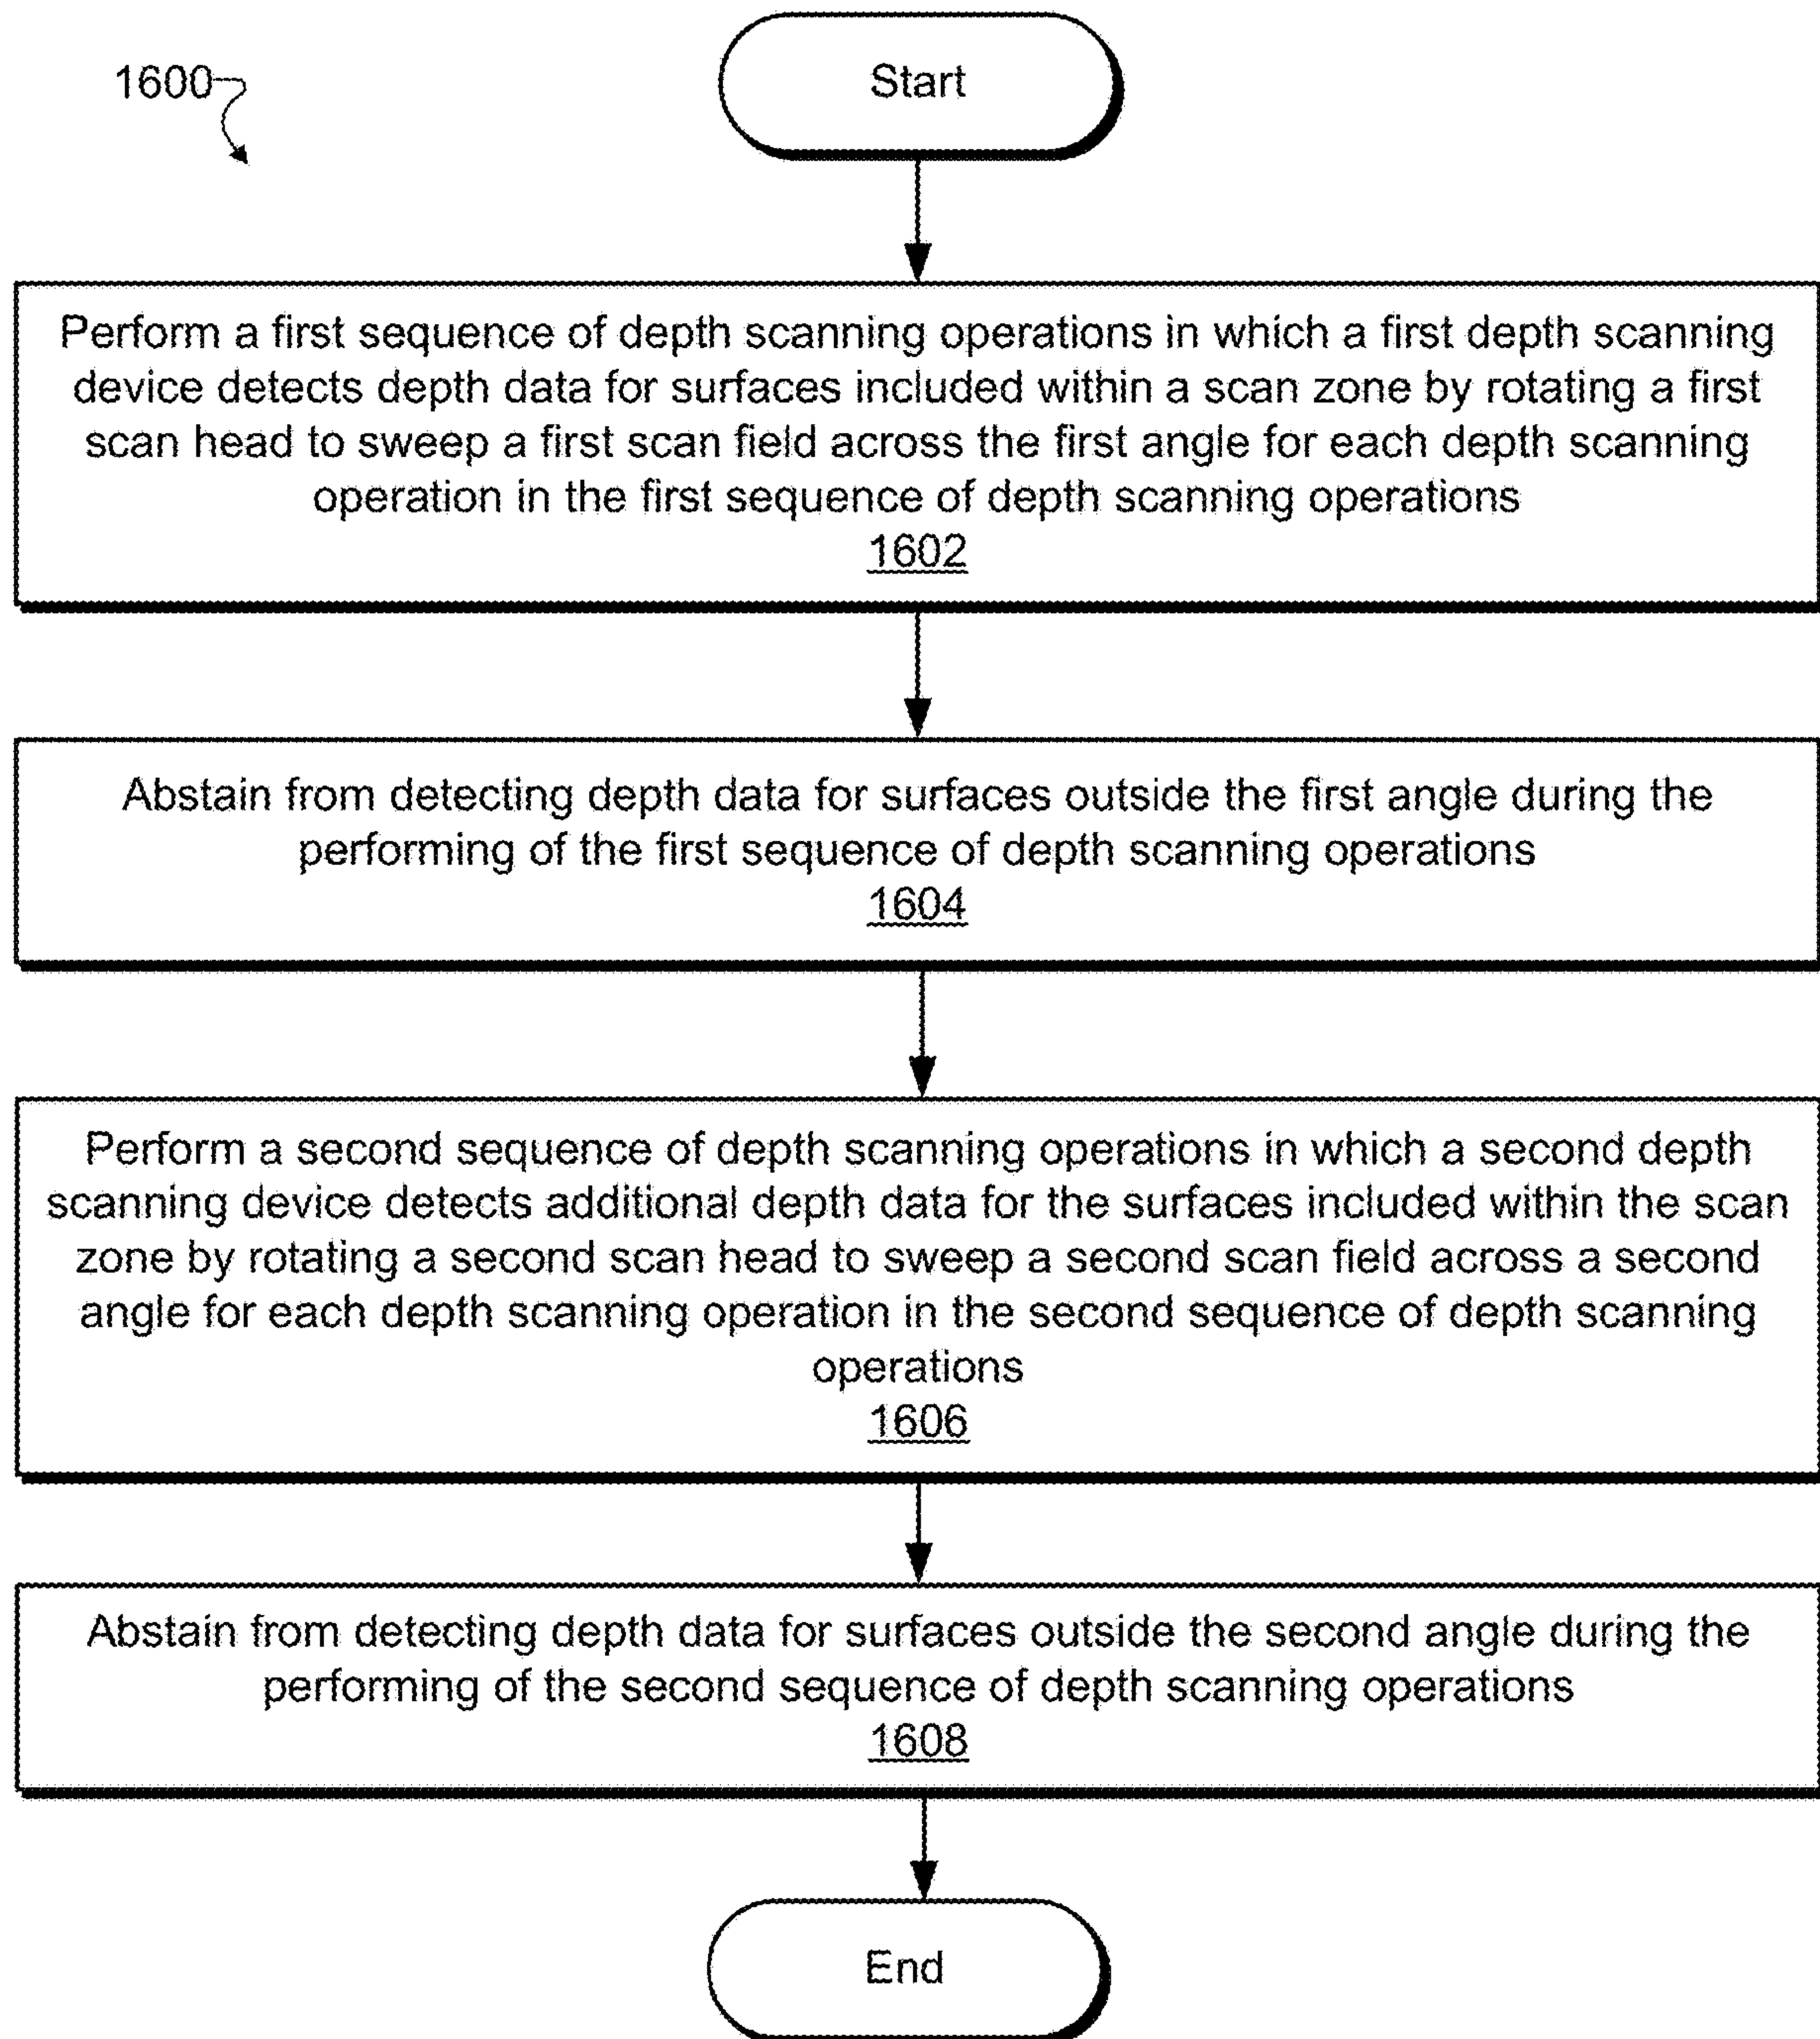 1600
Start
Perform a first sequence of depth scanning operations in which a first depth scanning
device detects depth data for surfaces included within a scan zone by rotating a first
scan head to sweep a first scan field across the first angle for each depth scanning
operation in the first sequence of depth scanning operations
1602
Abstain from detecting depth data for surfaces outside the first angle during the
performing of the first sequence of depth scanning operations
1604
Perform a second sequence of depth scanning operations in which a second depth
scanning device detects additional depth data for the surfaces included within the scan
zone by rotating a second scan head to sweep a second scan field across a second
angle for each depth scanning operation in the second sequence of depth scanning
operations
1606
Abstain from detecting depth data for surfaces outside the second angle during the
performing of the second sequence of depth scanning operations
1608
End